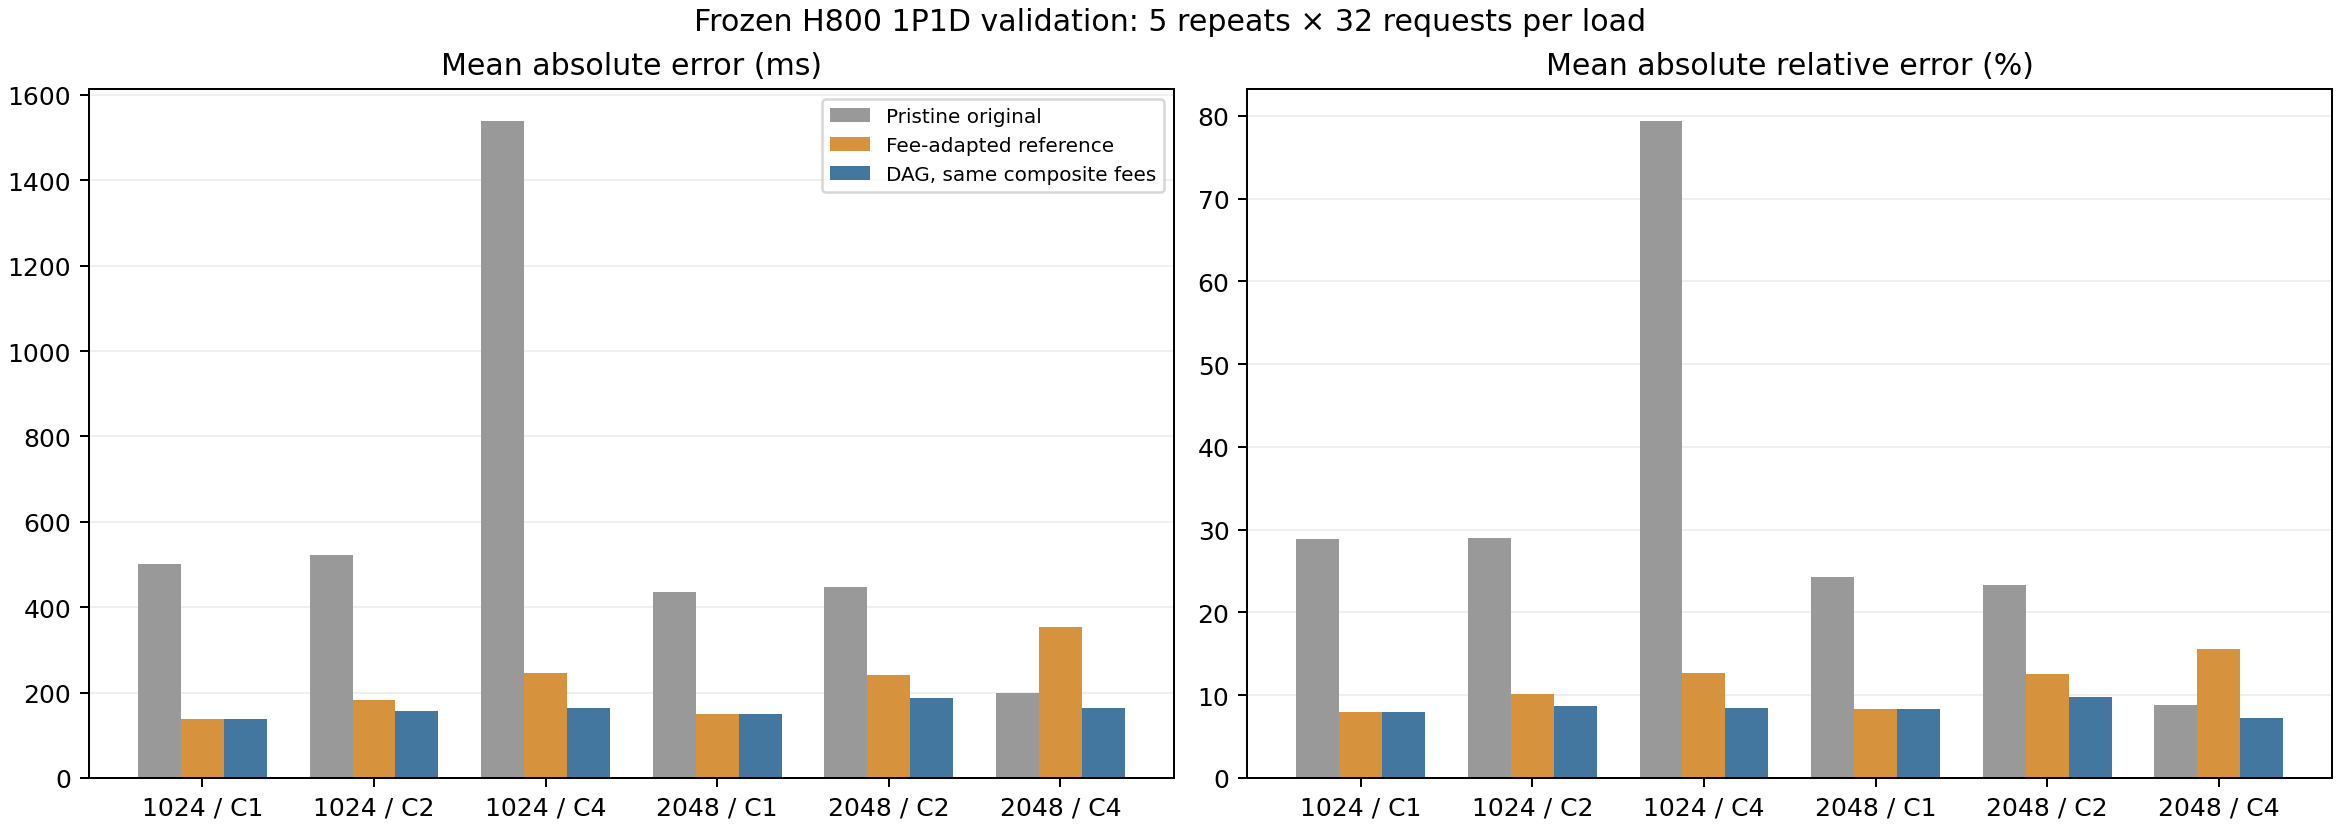 Frozen H800 1P1D validation: 5 repeats × 32 requests per load
Mean absolute error (ms)
1600
1400
1200
1000
800
600
400
200
0
Pristine original
Fee-adapted reference
DAG, same composite fees
1024 / C1
1024 / C2
1024 / C4
2048 / C1
2048 / C2
2048 / C4
Mean absolute relative error (%)
80
70
60
50
40
30
20
10
0
1024 / C1
1024 / C2
1024 / C4
2048 / C1
2048 / C2
2048 / C4